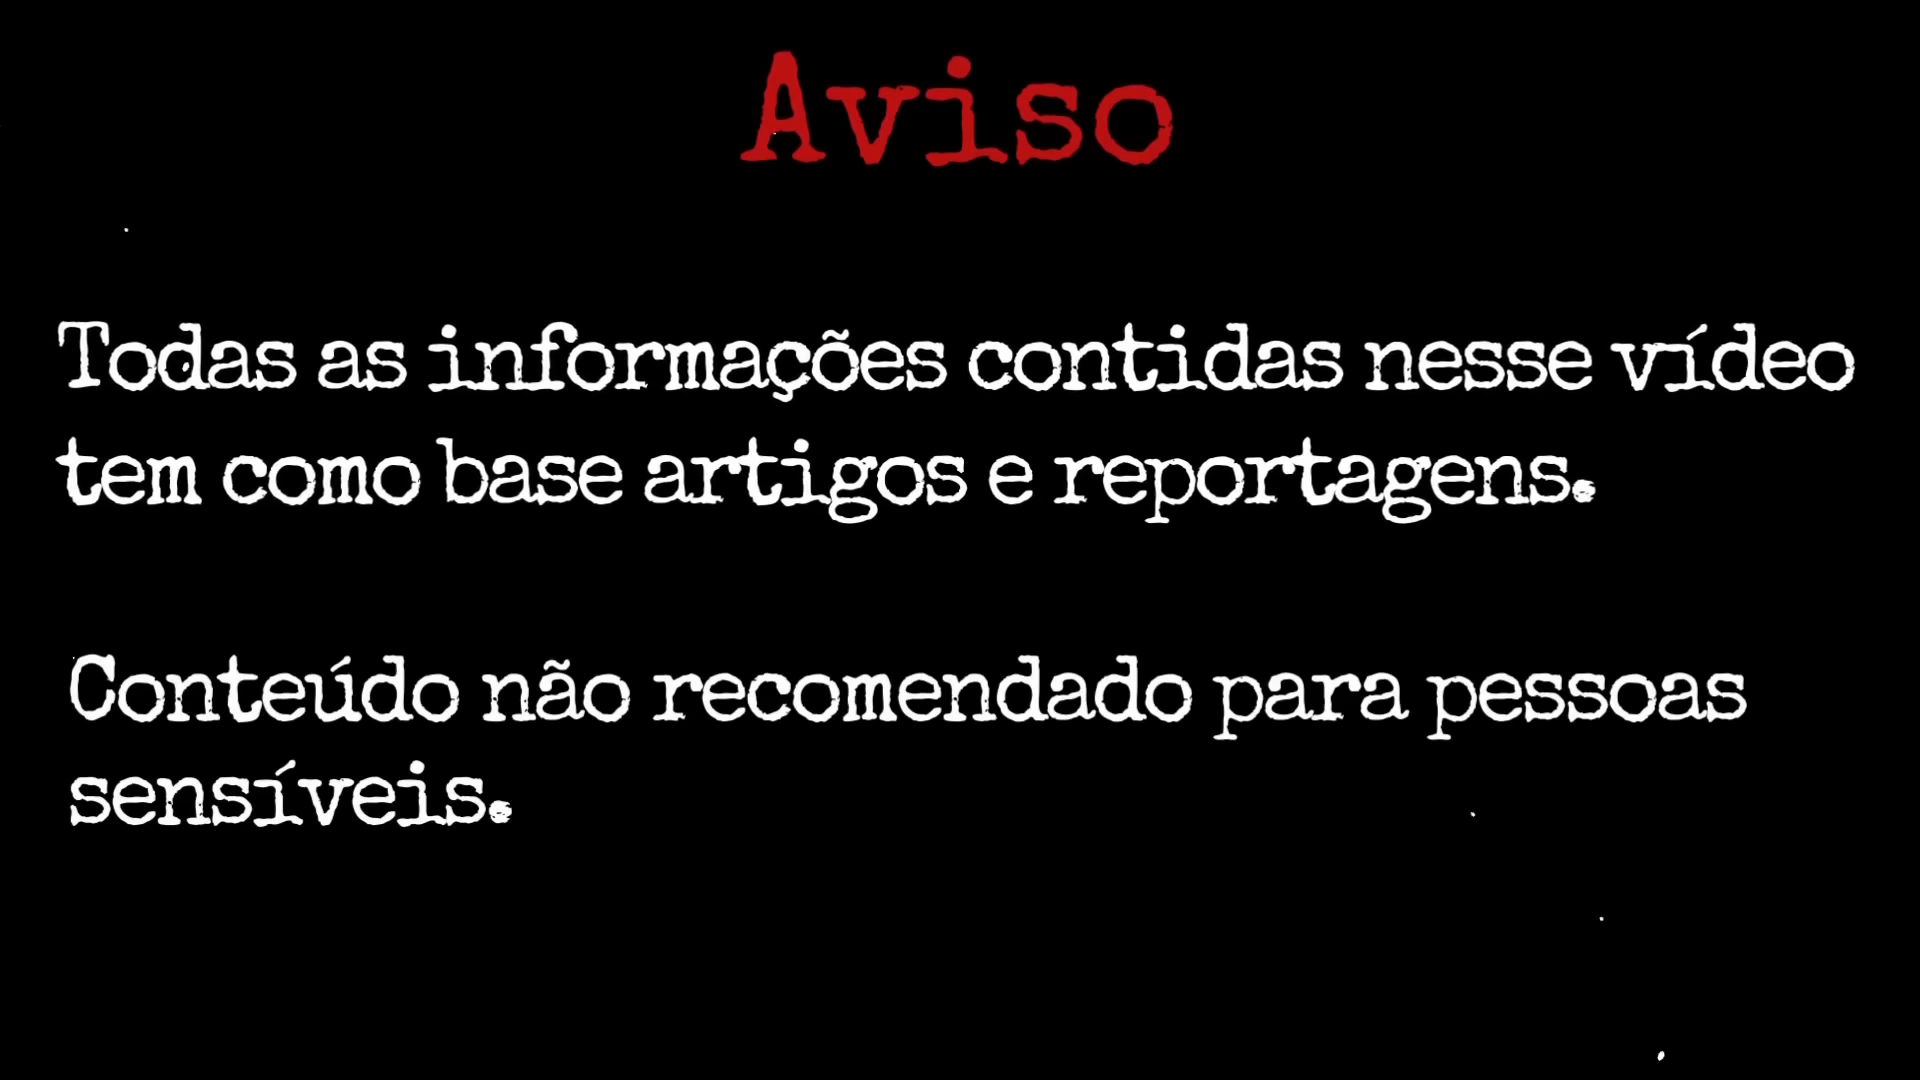 Aviso
Todas as informações contidas nesse vídeo
tem como base artigos e reportagens.
Conteúdo não recomendado para pessoas
sensíveis.